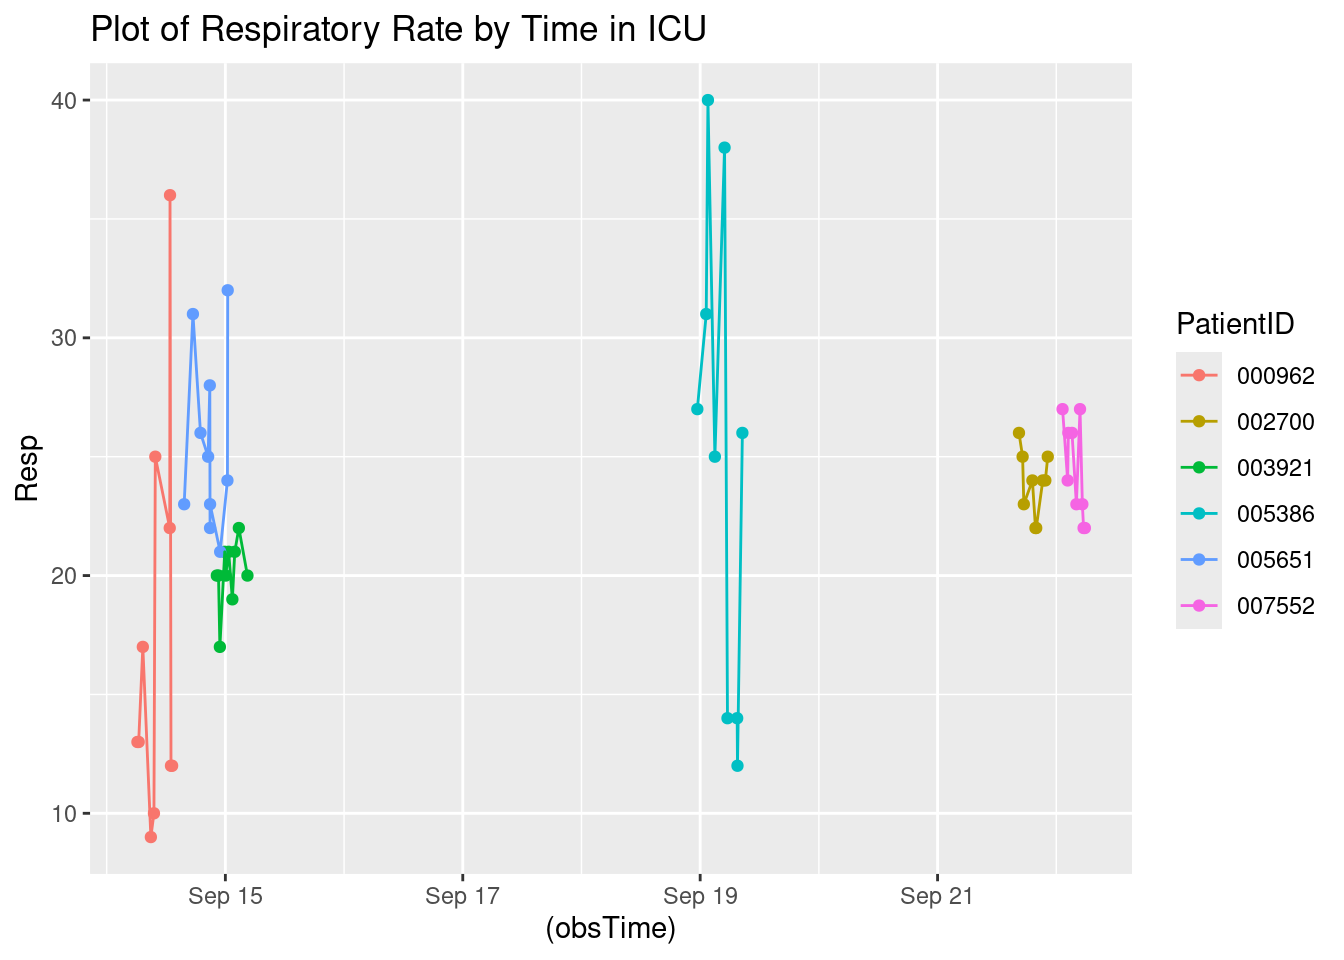 Plot of Respiratory Rate by Time in ICU
40
30
20
10
Resp
Sep 15
Sep 17
Sep 19
Sep 21
(obsTime)
PatientID
000962
002700
003921
005386
005651
007552